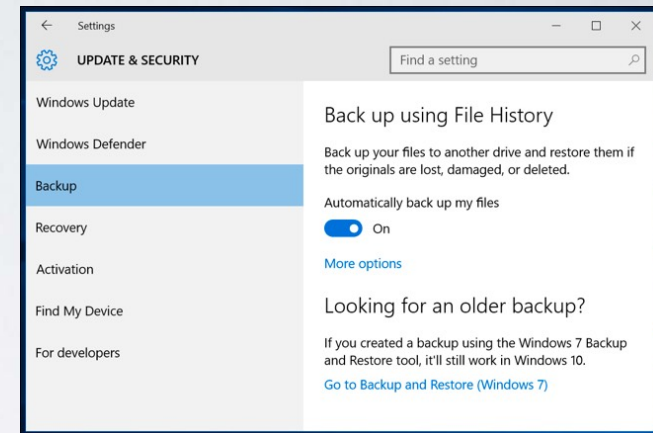 Settings
UPDATE & SECURITY
Find a setting
Windows Update
Windows Defender
Backup
Recovery
Activation
Find My Device
For developers
Back up using File History
Back up your files to another drive and restore them if
the originals are lost, damaged, or deleted.
Automatically back up my files
On
More options
Looking for an older backup?
If you created a backup using the Windows 7 Backup
and Restore tool, it'll still work in Windows 10.
Go to Backup and Restore (Windows 7)